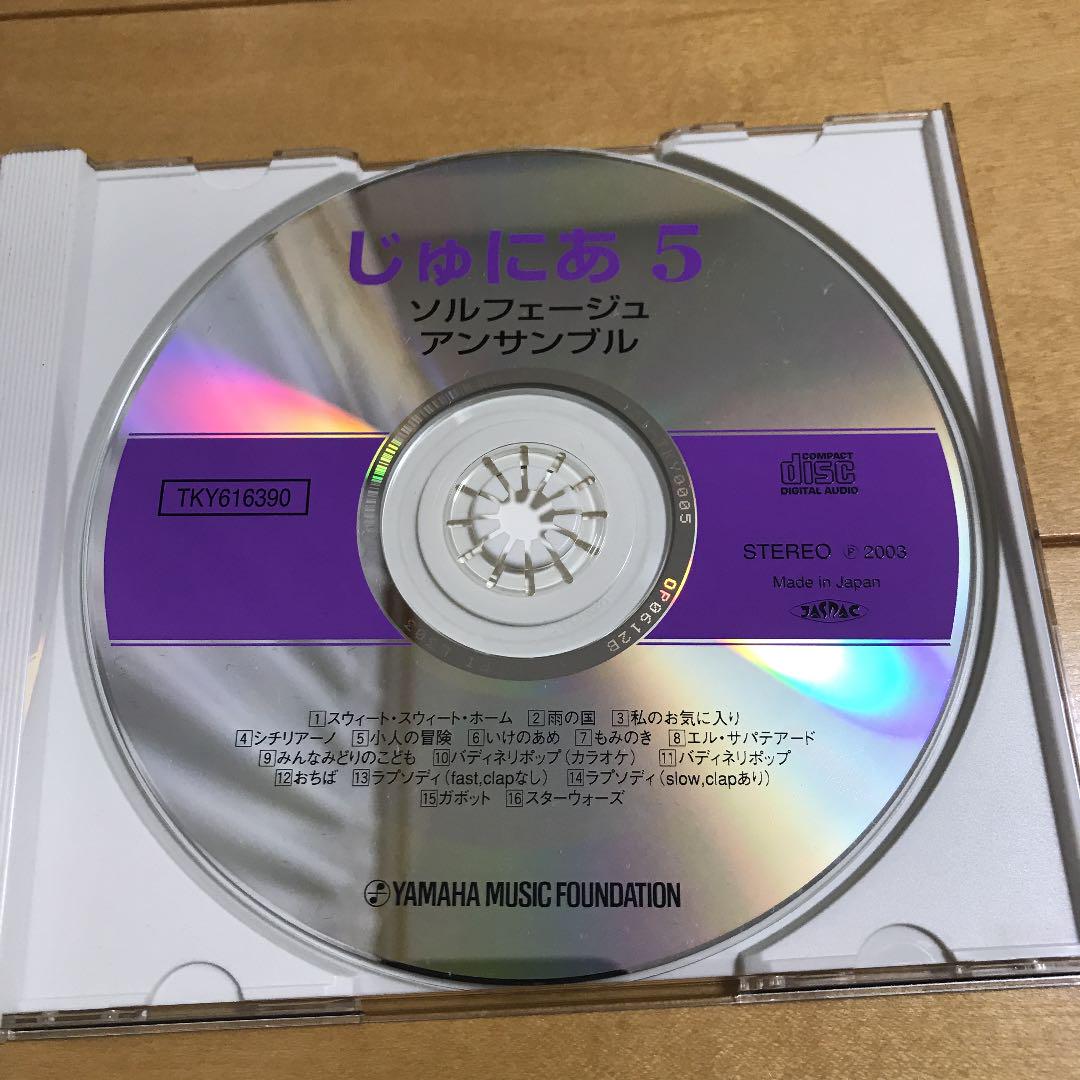 じゅにあ 5
ソルフェージュ
アンサンブル
TKY616390
COMPACT
disc
DIGITAL AUDIO
STEREO Ⓟ 2003
Made in Japan
JASRAC
OP0612B
1 スウィート・スウィート・ホーム 2 雨の国 3 私のお気に入り
4 シチリアーノ 5 小人の冒険 6 いけのあめ 7 もみのき 8 エル・サパテアード
9 みんなみどりのこども 10 バディネリポップ(カラオケ) 11 バディネリポップ
12 おちば 13 ラプソディ(fast,clapなし) 14 ラプソディ(slow,clapあり)
15 ガボット 16 スターウォーズ
YAMAHA MUSIC FOUNDATION